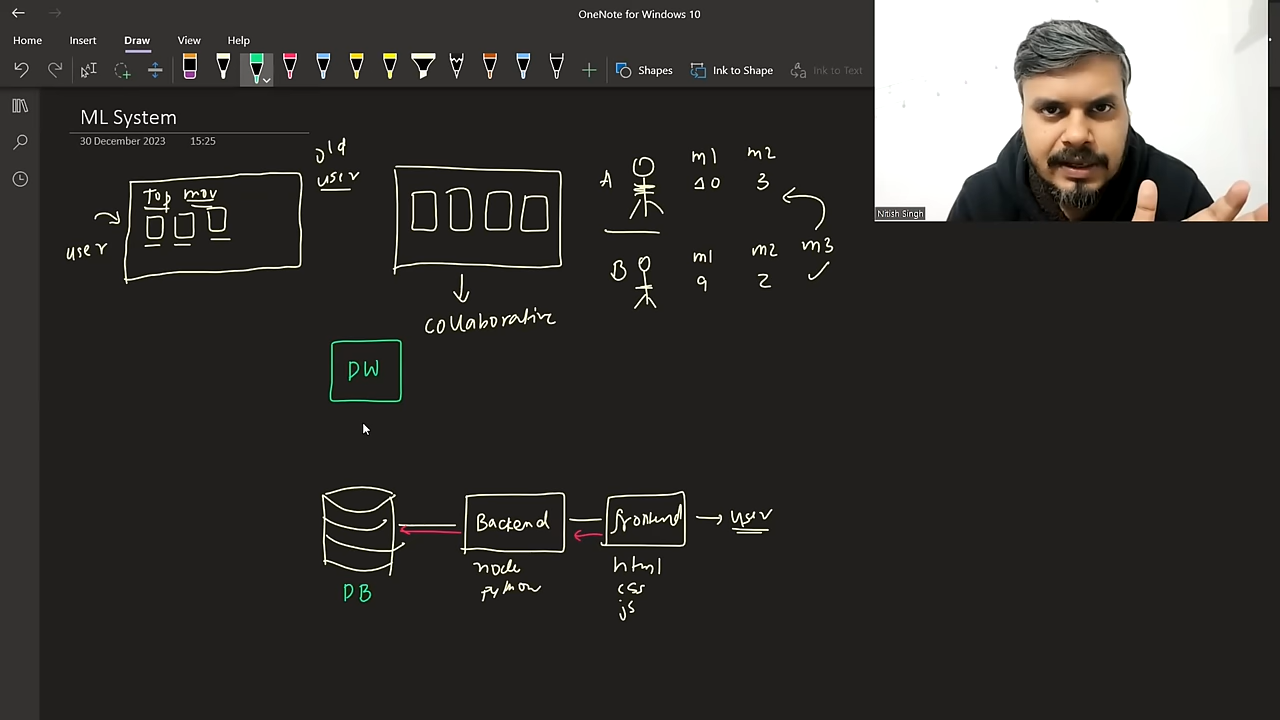 OneNote for Windows 10
Home Insert Draw View Help
Shapes Ink to Shape Ink to Text
ML System
30 December 2023 15:25
old
user
Top mov
user
collaborative
A m1 m2
10 3
B m1 m2 m3
9 2 ✓
Nitish Singh
DW
Backend
frontend
user
DB
node
python
html
css
js